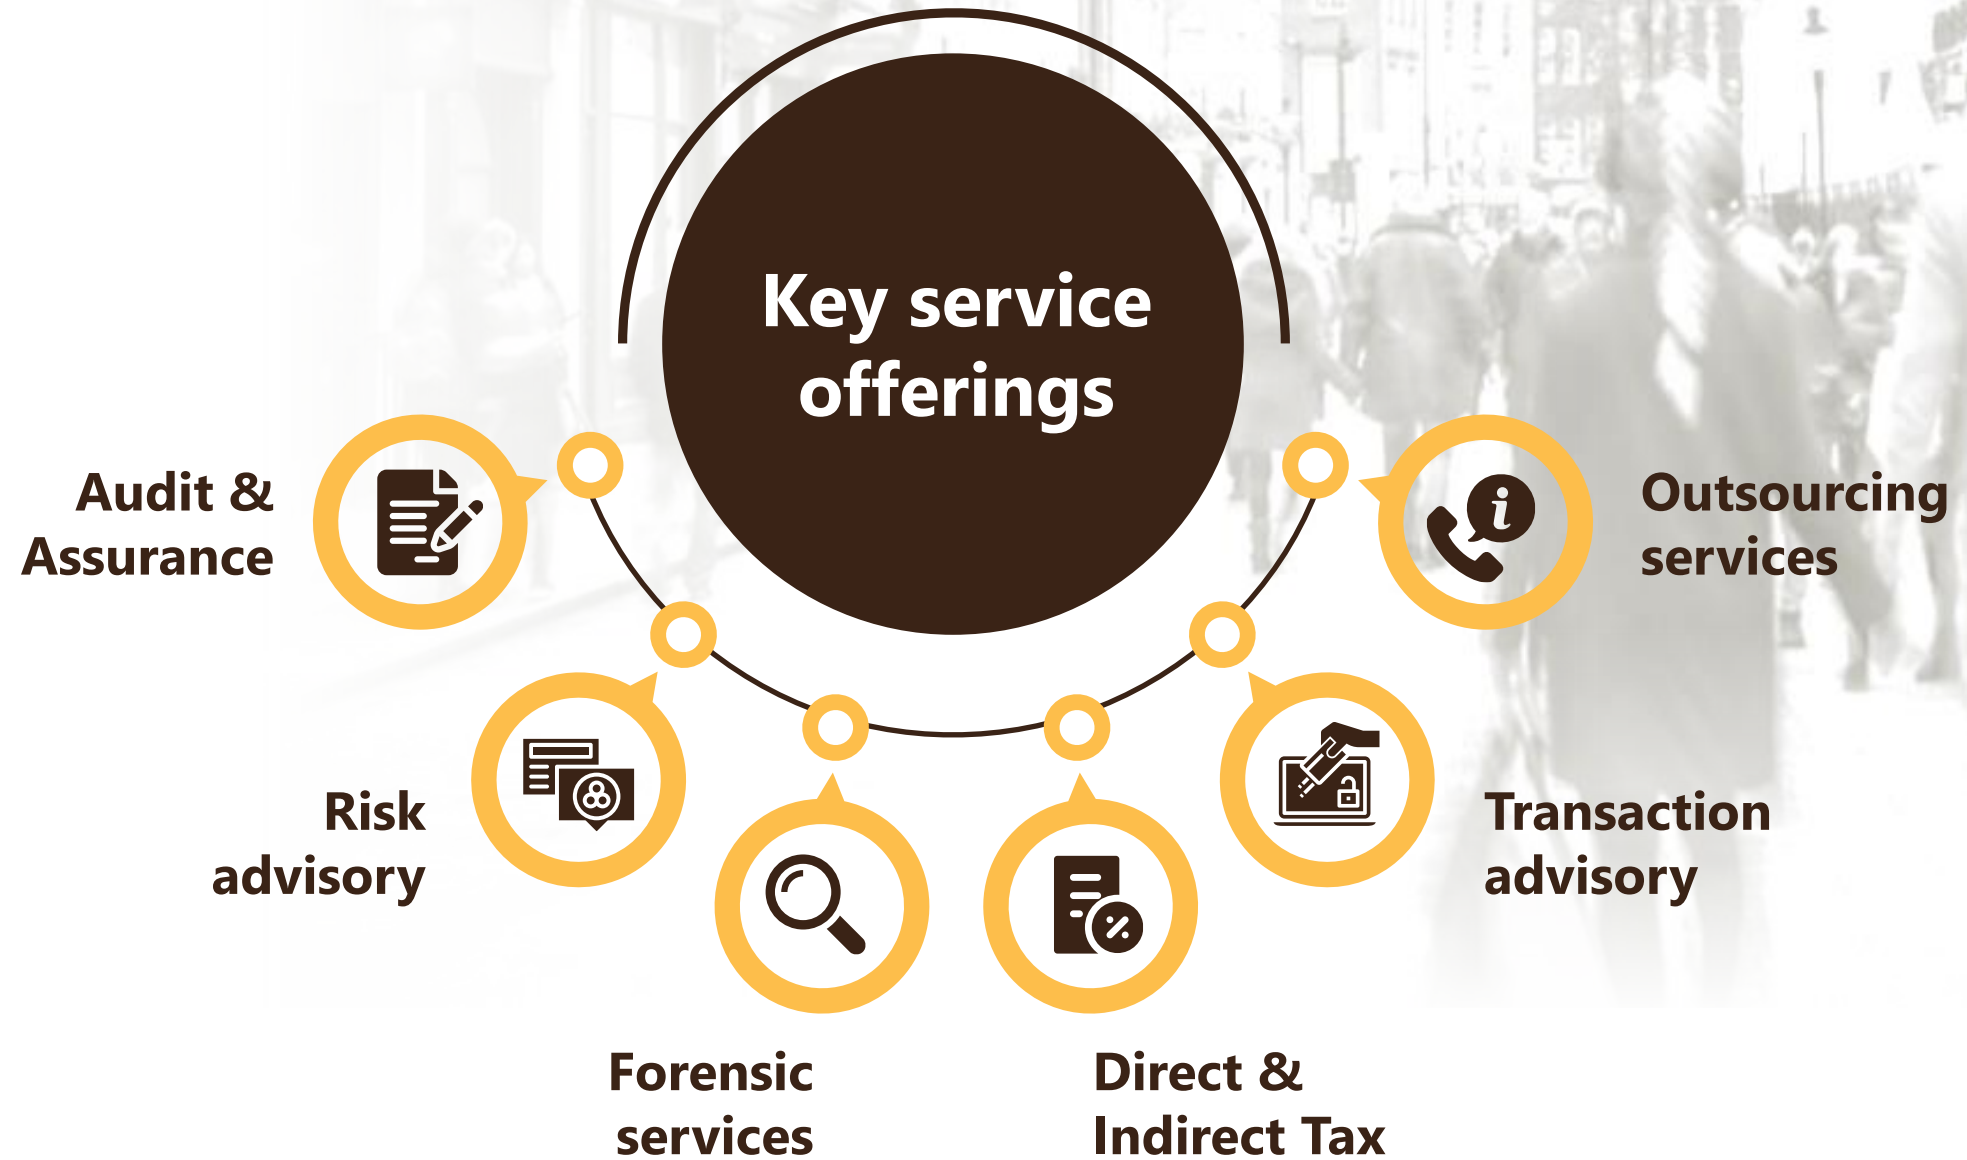 Key service
offerings
Audit &
Assurance
Risk
advisory
Forensic
services
Direct &
Indirect Tax
Transaction
advisory
Outsourcing
services